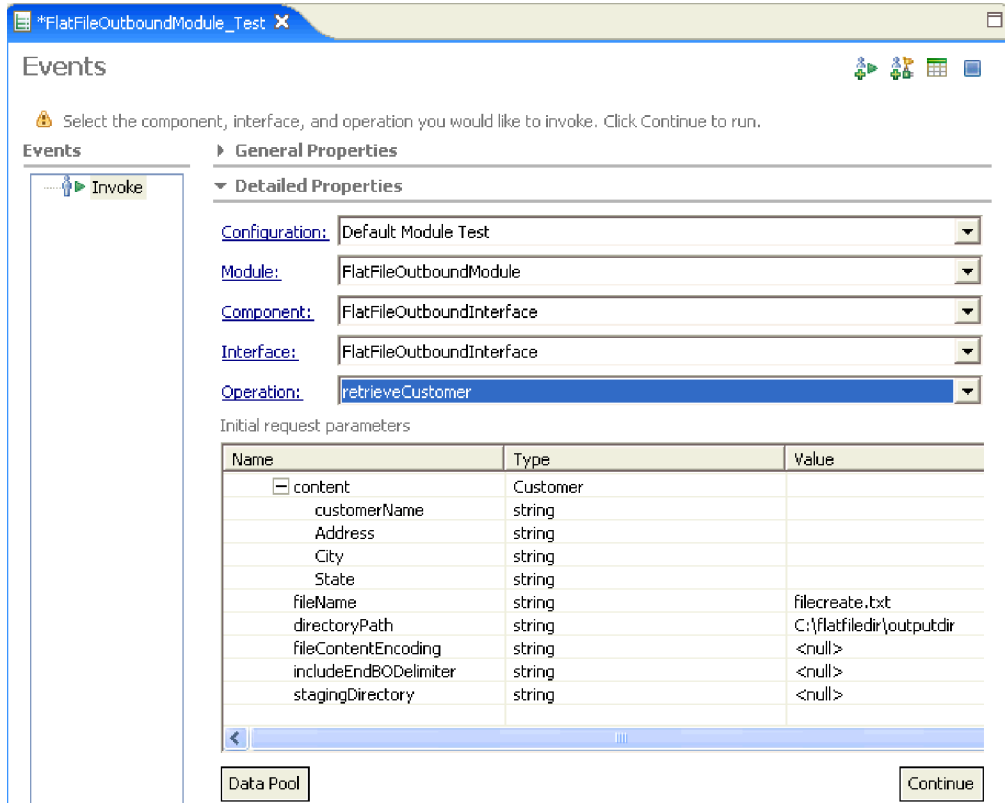 *FlatFileOutboundModule_Test
Events
Select the component, interface, and operation you would like to invoke. Click Continue to run.
Events
Invoke
General Properties
Detailed Properties
Configuration: Default Module Test
Module: FlatFileOutboundModule
Component: FlatFileOutboundInterface
Interface: FlatFileOutboundInterface
Operation: retrieveCustomer
Initial request parameters
Name Type Value
content Customer
customerName string
Address string
City string
State string
fileName string filecreate.txt
directoryPath string C:\flatfiledir\outputdir
fileContentEncoding string <null>
includeEndBODelimiter string <null>
stagingDirectory string <null>
Data Pool Continue